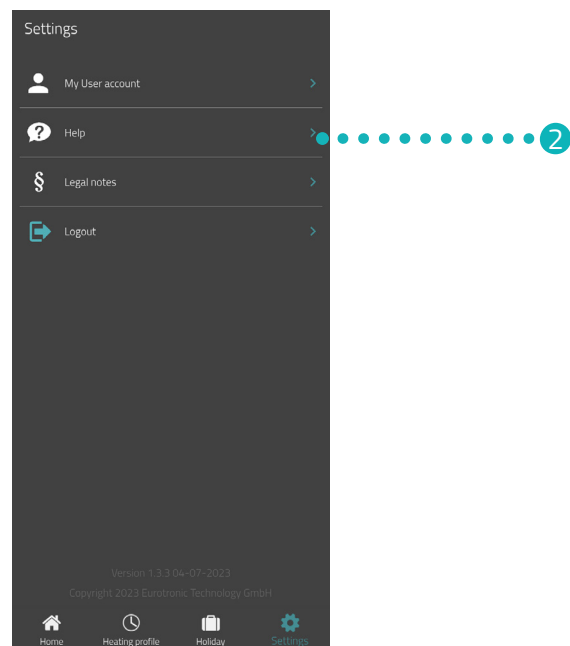 Settings
My User account
Help
2
§ Legal notes
Logout
Version 1.3.3 04-07-2023
Copyright 2023 Eurotronic Technology GmbH
Home Heating profile Holiday Settings